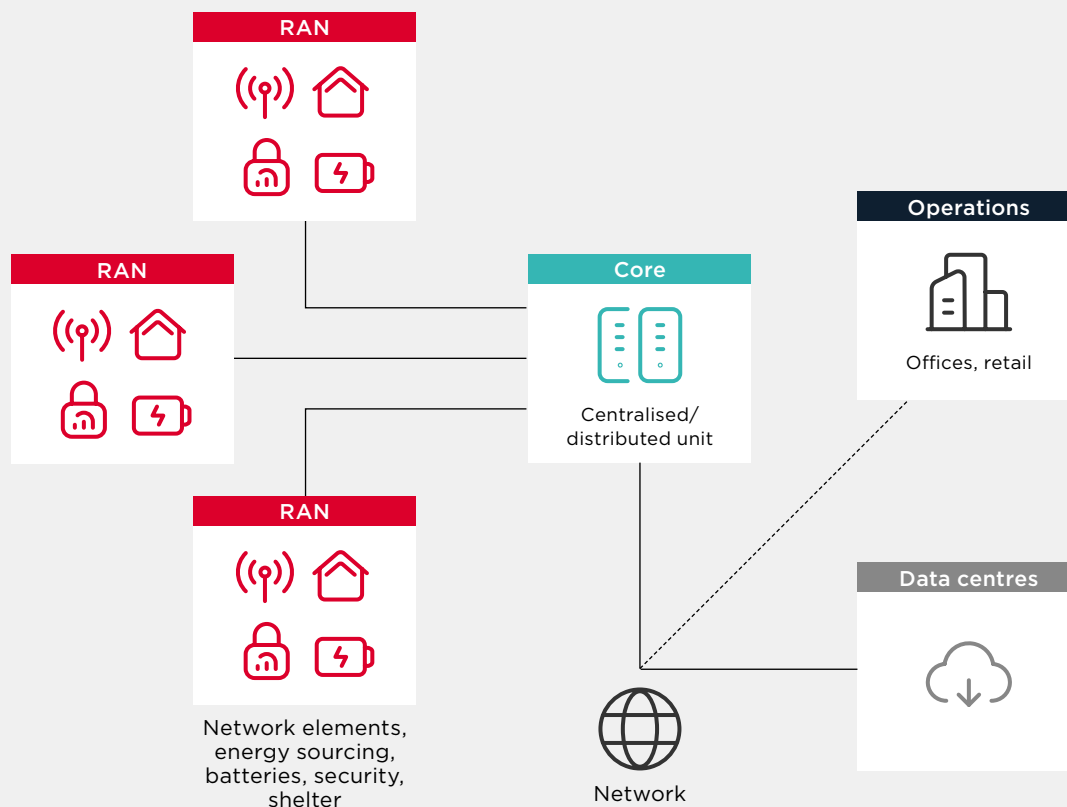 RAN
RAN
Core
Centralised/
distributed unit
Operations
Offices, retail
RAN
Network elements,
energy sourcing,
batteries, security,
shelter
Data centres
Network